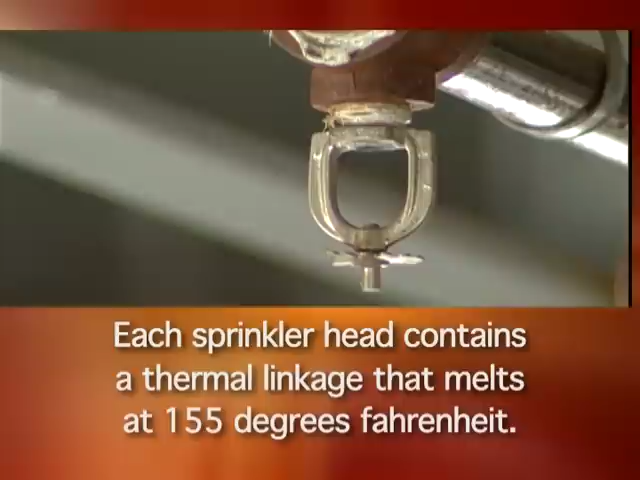 Each sprinkler head contains
a thermal linkage that melts
at 155 degrees fahrenheit.